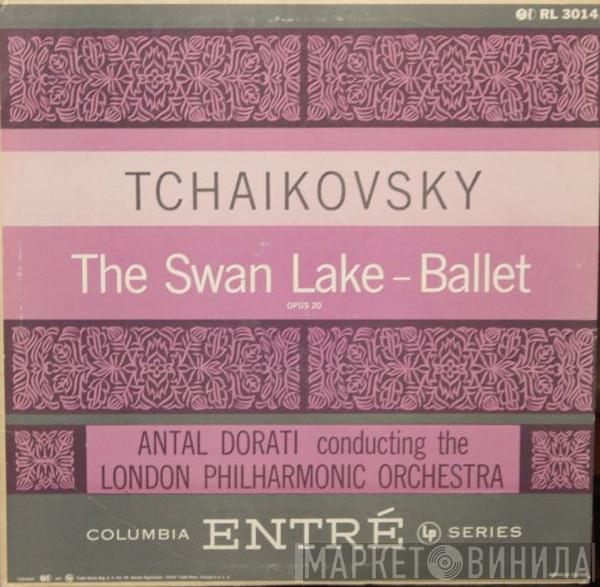 RL 3014
TCHAIKOVSKY
The Swan Lake – Ballet
OPUS 20
ANTAL DORATI conducting the
LONDON PHILHARMONIC ORCHESTRA
COLUMBIA ENTRÉ Lp SERIES
МАРКЕТ ВИНИЛА